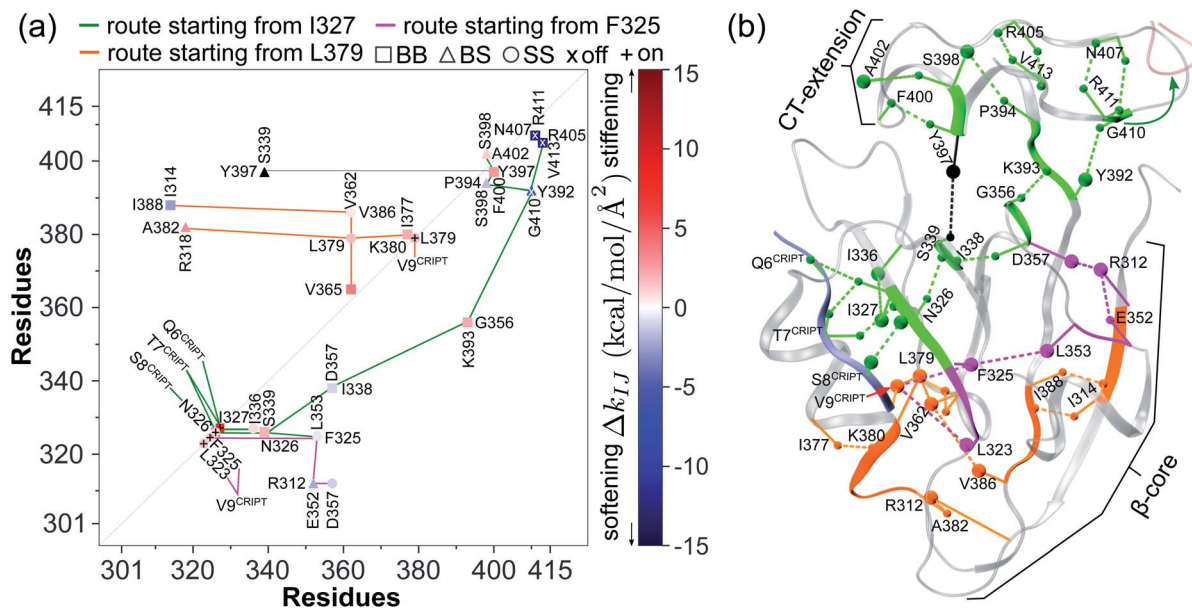 (a)
route starting from I327
route starting from F325
route starting from L379
BB
BS
SS
x off
+ on
Residues
415
400
380
360
340
320
301
301
320
340
360
380
400
415
Residues
I388
I314
A382
R318
Y397
S339
V362
V386
L379
V365
K380
I377
L379
V9CRIPT
N407
R411
R405
V413
S398
A402
Y397
F400
P394
S398
Y392
G410
G356
K393
D357
I338
Q6CRIPT
T7CRIPT
S8CRIPT
N326
I327
I336
S339
N326
F325
L323
V9CRIPT
L353
F325
R312
E352
D357
softening ΔkIJ (kcal/mol/Å2) stiffening
15
10
5
0
-5
-10
-15
(b)
CT-extension
A402
S398
R405
V413
N407
R411
F400
P394
G410
Y397
K393
Y392
G356
S339
I338
D357
R312
I336
Q6CRIPT
N326
I327
E352
T7CRIPT
L379
F325
L353
S8CRIPT
V9CRIPT
I388
I314
V362
I377
K380
L323
V386
R312
A382
β-core